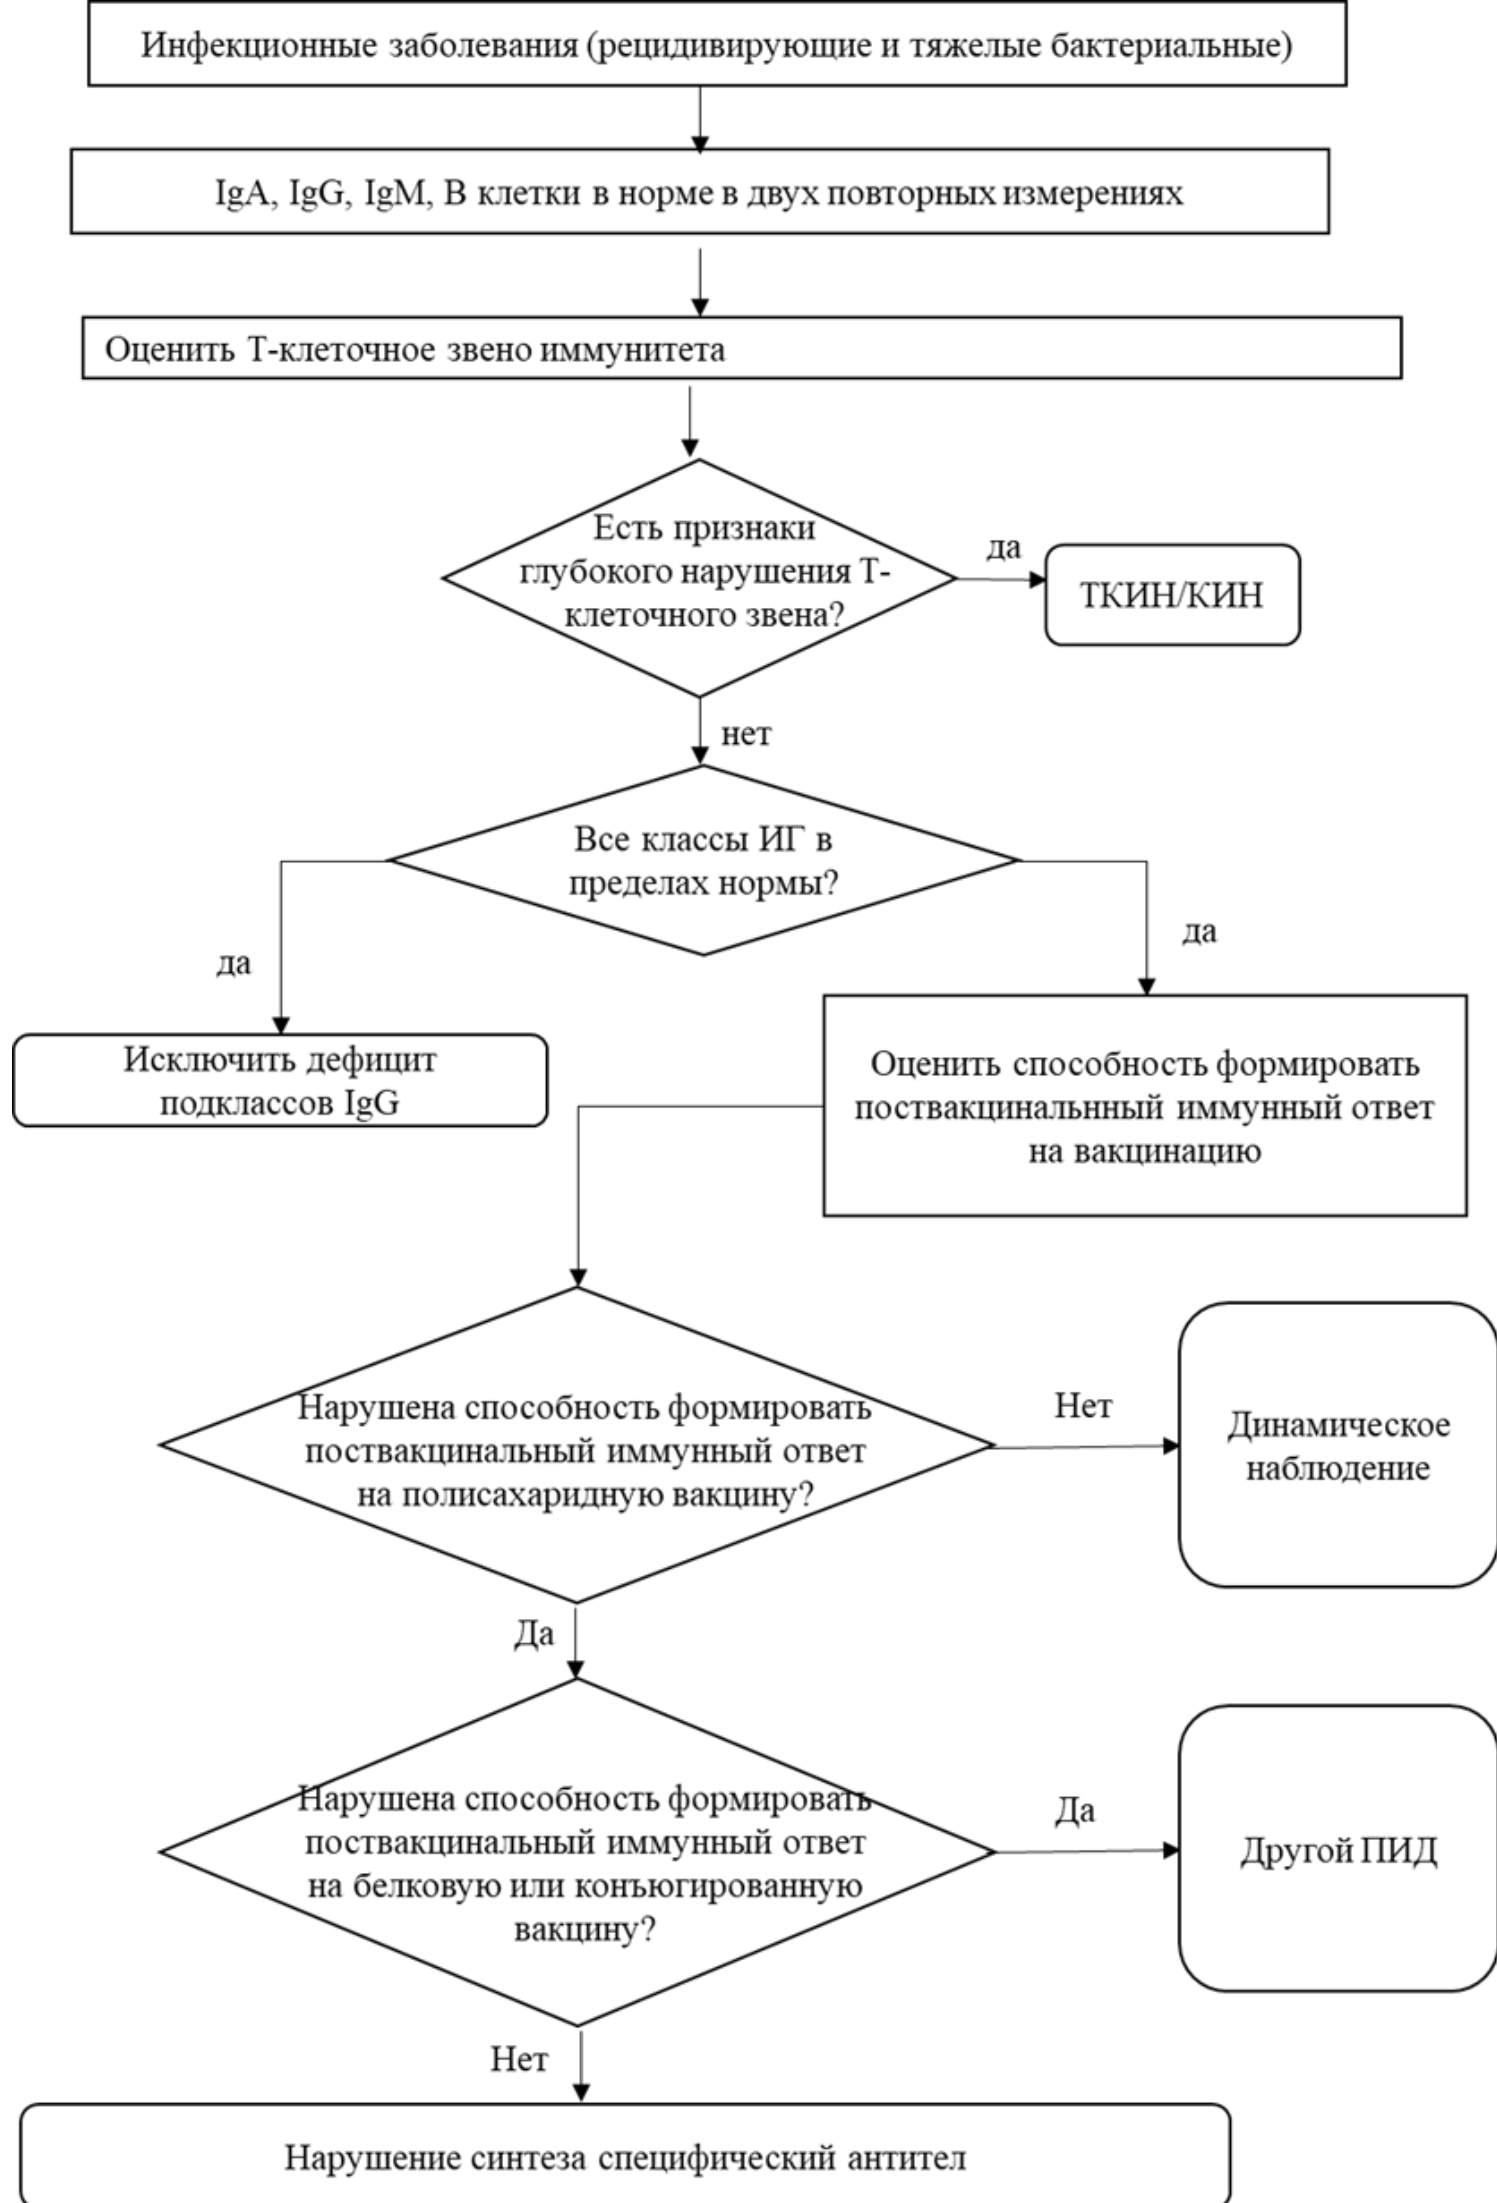 Инфекционные заболевания (рецидивирующие и тяжелые бактериальные)
IgA, IgG, IgM, В клетки в норме в двух повторных измерениях
Оценить Т-клеточное звено иммунитета
Есть признаки
глубокого нарушения Т-
клеточного звена?
да
ТКИН/КИН
нет
Все классы ИГ в
пределах нормы?
да
да
Исключить дефицит
подклассов IgG
Оценить способность формировать
поствакцинальнный иммунный ответ
на вакцинацию
Нарушена способность формировать
поствакцинальный иммунный ответ
на полисахаридную вакцину?
Нет
Динамическое
наблюдение
Да
Нарушена способность формировать
поствакцинальный иммунный ответ
на белковую или конъюгированную
вакцину?
Да
Другой ПИД
Нет
Нарушение синтеза специфический антител